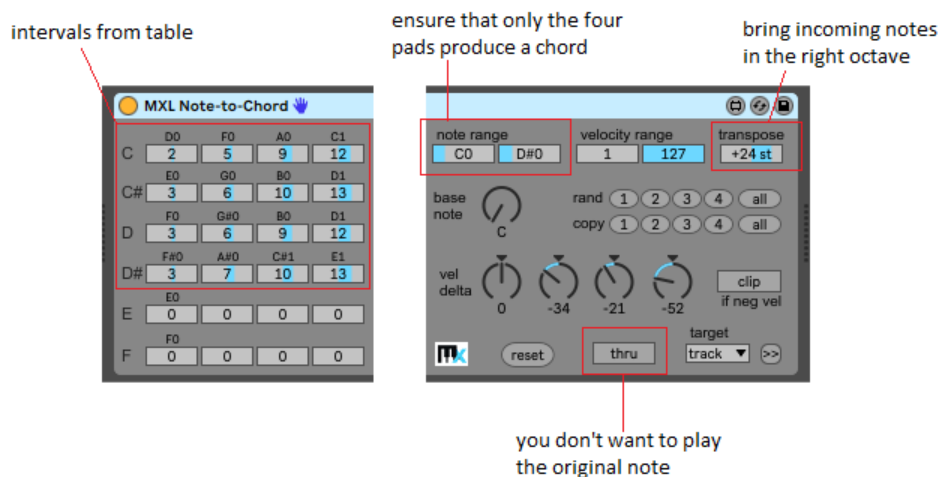 intervals from table
ensure that only the four
pads produce a chord
bring incoming notes
in the right octave
MXL Note-to-Chord
D0 F0 A0 C1
C 2 5 9 12
E0 G0 B0 D1
C# 3 6 10 13
F0 G#0 B0 D1
D 3 6 9 12
F#0 A#0 C#1 E1
D# 3 7 10 13
E0
E 0 0 0 0
F0
F 0 0 0 0
note range velocity range transpose
C0 D#0 1 127 +24 st
base
note
C
rand 1 2 3 4 all
copy 1 2 3 4 all
vel
delta
0 -34 -21 -52
clip
if neg vel
target
Mx reset thru track >>
you don't want to play
the original note